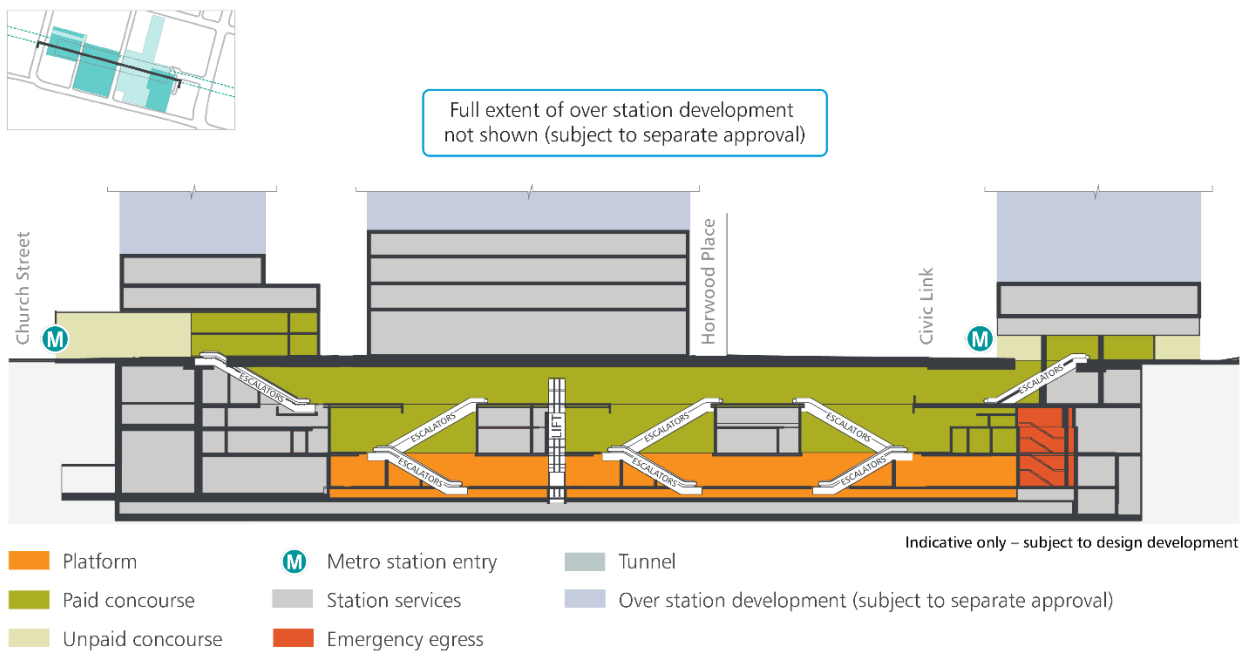 Full extent of over station development
not shown (subject to separate approval)
Church Street
Horwood Place
Civic Link
M
M
ESCALATORS
ESCALATORS
ESCALATORS
ESCALATORS
LIFT
ESCALATORS
ESCALATORS
ESCALATORS
ESCALATORS
ESCALATORS
Indicative only – subject to design development
Platform
M Metro station entry
Tunnel
Paid concourse
Station services
Over station development (subject to separate approval)
Unpaid concourse
Emergency egress